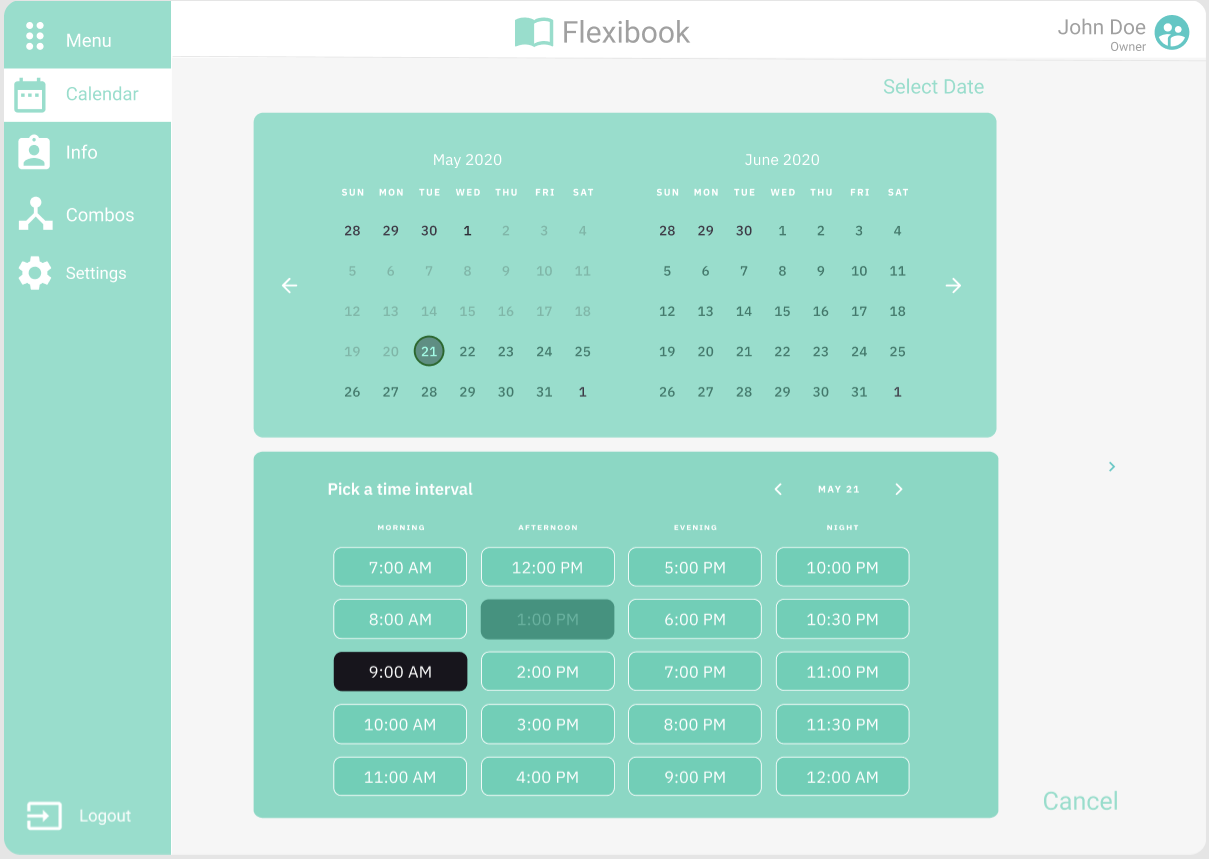 Menu
Calendar
Info
Combos
Settings
Logout
Flexibook
John Doe
Owner
Select Date
May 2020
SUN MON TUE WED THU FRI SAT
28 29 30 1 2 3 4
5 6 7 8 9 10 11
12 13 14 15 16 17 18
19 20 21 22 23 24 25
26 27 28 29 30 31 1
June 2020
SUN MON TUE WED THU FRI SAT
28 29 30 1 2 3 4
5 6 7 8 9 10 11
12 13 14 15 16 17 18
19 20 21 22 23 24 25
26 27 28 29 30 31 1
Pick a time interval
MAY 21
MORNING AFTERNOON EVENING NIGHT
7:00 AM 12:00 PM 5:00 PM 10:00 PM
8:00 AM 1:00 PM 6:00 PM 10:30 PM
9:00 AM 2:00 PM 7:00 PM 11:00 PM
10:00 AM 3:00 PM 8:00 PM 11:30 PM
11:00 AM 4:00 PM 9:00 PM 12:00 AM
Cancel